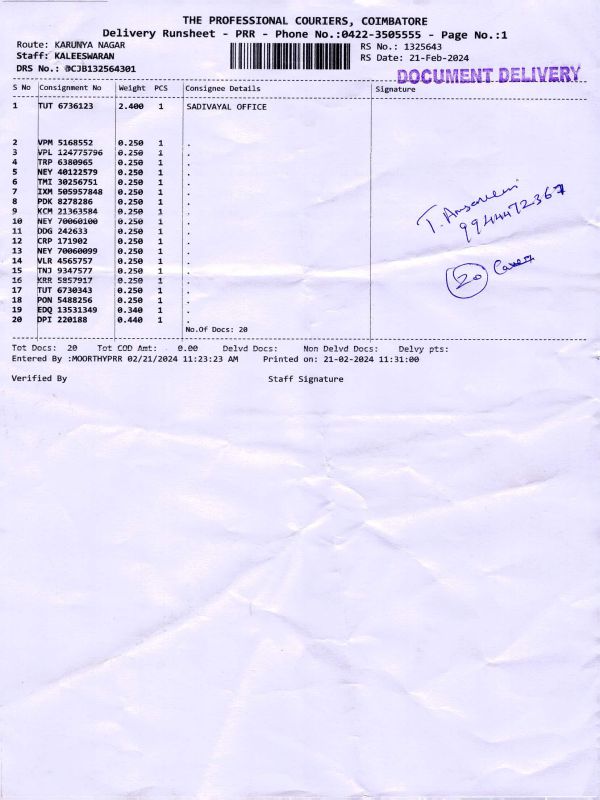 THE PROFESSIONAL COURIERS, COIMBATORE
Delivery Runsheet - PRR - Phone No.:0422-3505555 - Page No.:1
Route: KARUNYA NAGAR RS No.: 1325643
Staff: KALEESWARAN RS Date: 21-Feb-2024
DRS No.: @CJB132564301
DOCUMENT DELIVERY
S No Consignment No Weight PCS Consignee Details Signature
1 TUT 6736123 2.400 1 SADIVAYAL OFFICE
2 VPM 5168552 0.250 1 .
3 VPL 124775796 0.250 1 .
4 TRP 6380965 0.250 1 .
5 NEY 40122579 0.250 1 .
6 TMI 30256751 0.250 1 .
7 IXM 505957848 0.250 1 .
8 PDK 8278286 0.250 1 .
9 KCM 21363584 0.250 1 .
10 NEY 70060100 0.250 1 .
11 DDG 242633 0.250 1 .
12 CRP 171902 0.250 1 .
13 NEY 70060099 0.250 1 .
14 VLR 4565757 0.250 1 .
15 TNJ 9347577 0.250 1 .
16 KRR 5857917 0.250 1 .
17 TUT 6730343 0.250 1 .
18 PON 5488256 0.250 1 .
19 EDQ 13531349 0.340 1 .
20 DPI 220188 0.440 1 .
No.Of Docs: 20
T.
9944472367
20
Tot Docs: 20 Tot COD Amt: 0.00 Delvd Docs: Non Delvd Docs: Delvy pts:
Entered By :MOORTHYPRR 02/21/2024 11:23:23 AM Printed on: 21-02-2024 11:31:00
Verified By Staff Signature